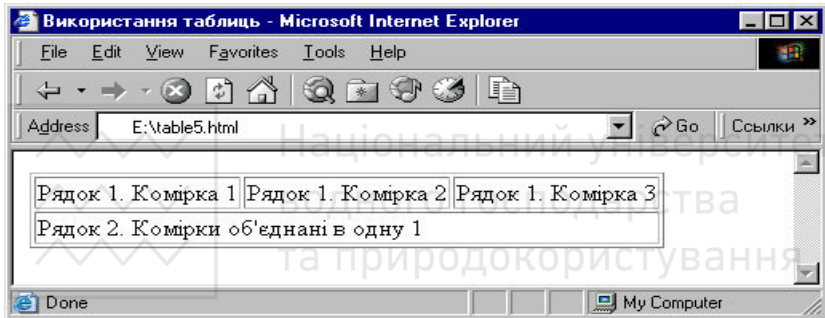 Використання таблиць - Microsoft Internet Explorer
File Edit View Favorites Tools Help
Address E:\table5.html Go Ссылки »
Національний університет
водного господарства
та природокористування
Рядок 1. Комірка 1 Рядок 1. Комірка 2 Рядок 1. Комірка 3
Рядок 2. Комірки об'єднані в одну 1
Done My Computer